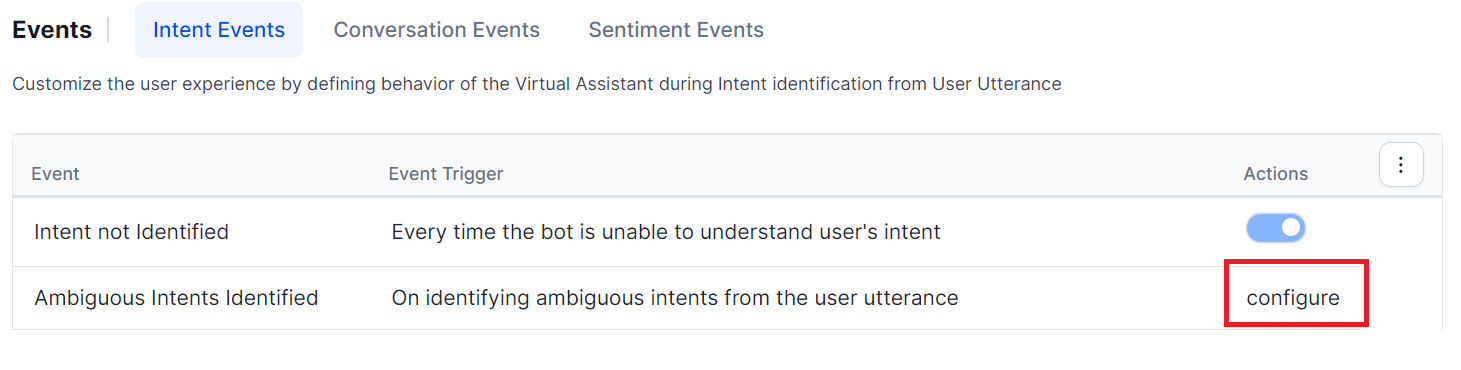 Events Intent Events Conversation Events Sentiment Events
Customize the user experience by defining behavior of the Virtual Assistant during Intent identification from User Utterance
Event Event Trigger Actions
Intent not Identified Every time the bot is unable to understand user's intent
Ambiguous Intents Identified On identifying ambiguous intents from the user utterance configure